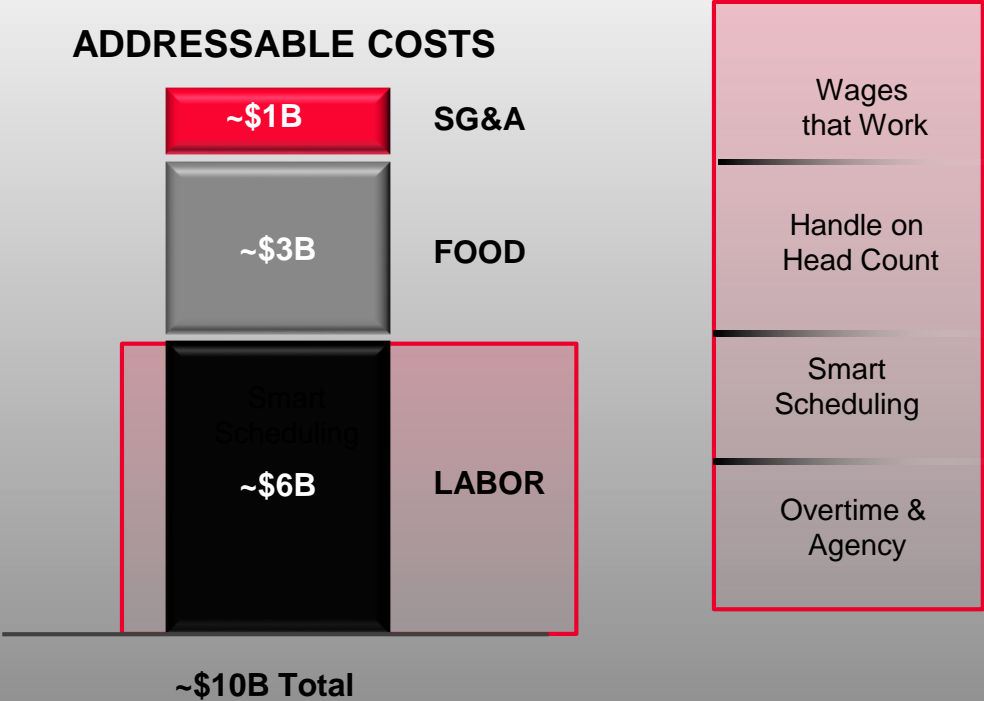 ADDRESSABLE COSTS
~$1B
SG&A
~$3B
FOOD
Smart
Scheduling
~$6B
LABOR
~$10B Total
Wages
that Work
Handle on
Head Count
Smart
Scheduling
Overtime &
Agency